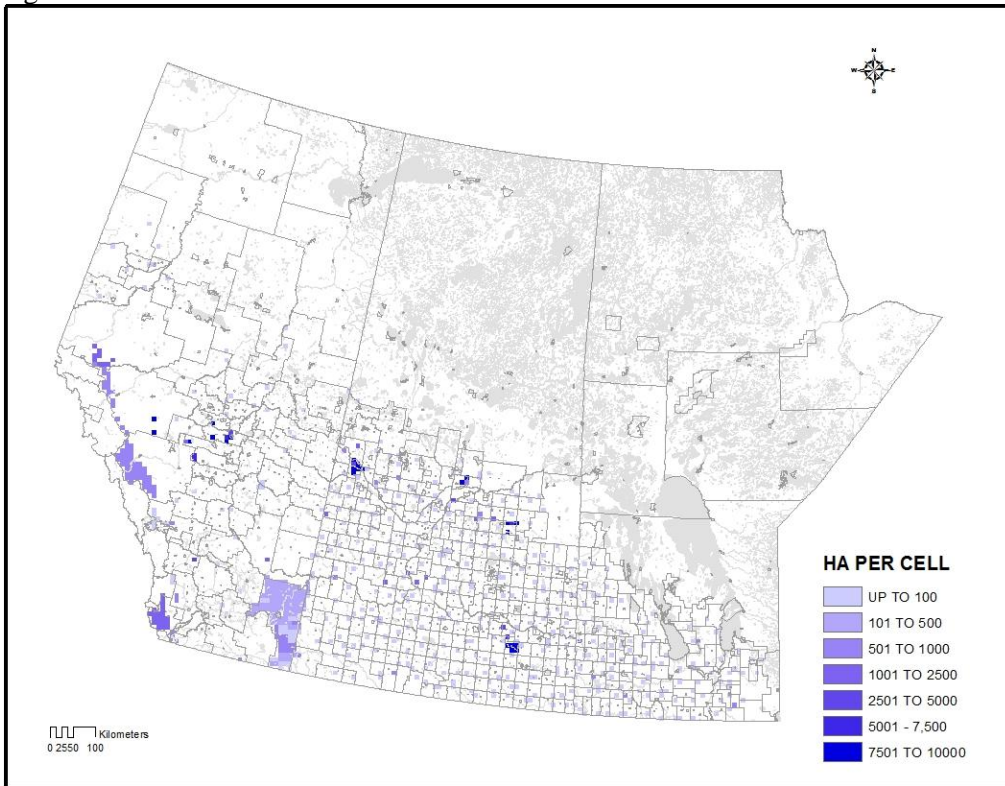 N
W E
S
HA PER CELL
UP TO 100
101 TO 500
501 TO 1000
1001 TO 2500
2501 TO 5000
5001 - 7,500
7501 TO 10000
Kilometers
0 2550 100